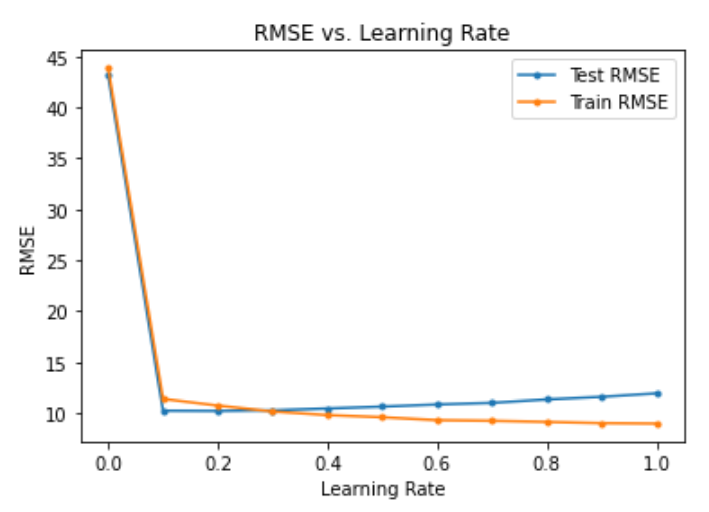 RMSE vs. Learning Rate
45
40
35
30
25
20
15
10
RMSE
Test RMSE
Train RMSE
0.0 0.2 0.4 0.6 0.8 1.0
Learning Rate